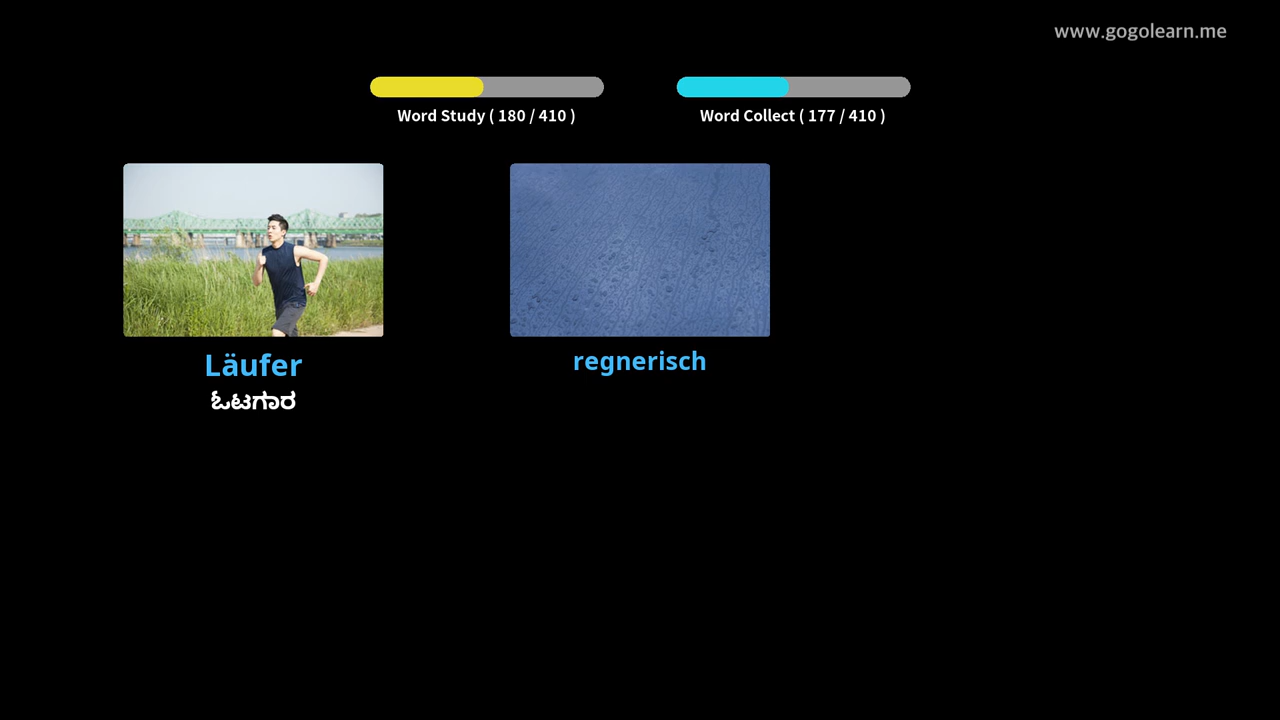 www.gogolearn.me
Word Study ( 180 / 410 )
Word Collect ( 177 / 410 )
Läufer
ಓಟಗಾರ
regnerisch